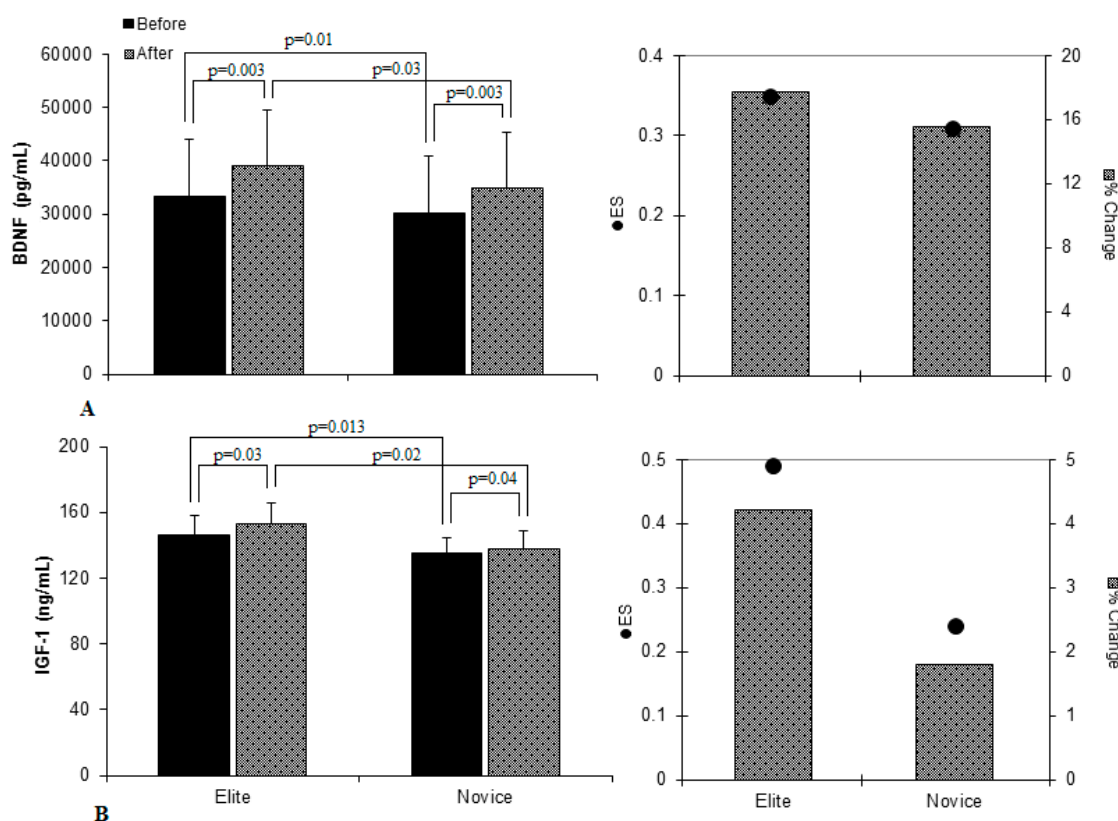 Before
After
60000
50000
40000
30000
20000
10000
0
BDNF (pg/mL)
p=0.01
p=0.003
p=0.03
p=0.003
0.4
0.3
0.2
0.1
0
ES
20
16
12
8
4
0
% Change
A
200
160
120
80
40
0
IGF-1 (ng/mL)
p=0.013
p=0.03
p=0.02
p=0.04
Elite
Novice
0.5
0.4
0.3
0.2
0.1
0
ES
5
4
3
2
1
0
% Change
Elite
Novice
B